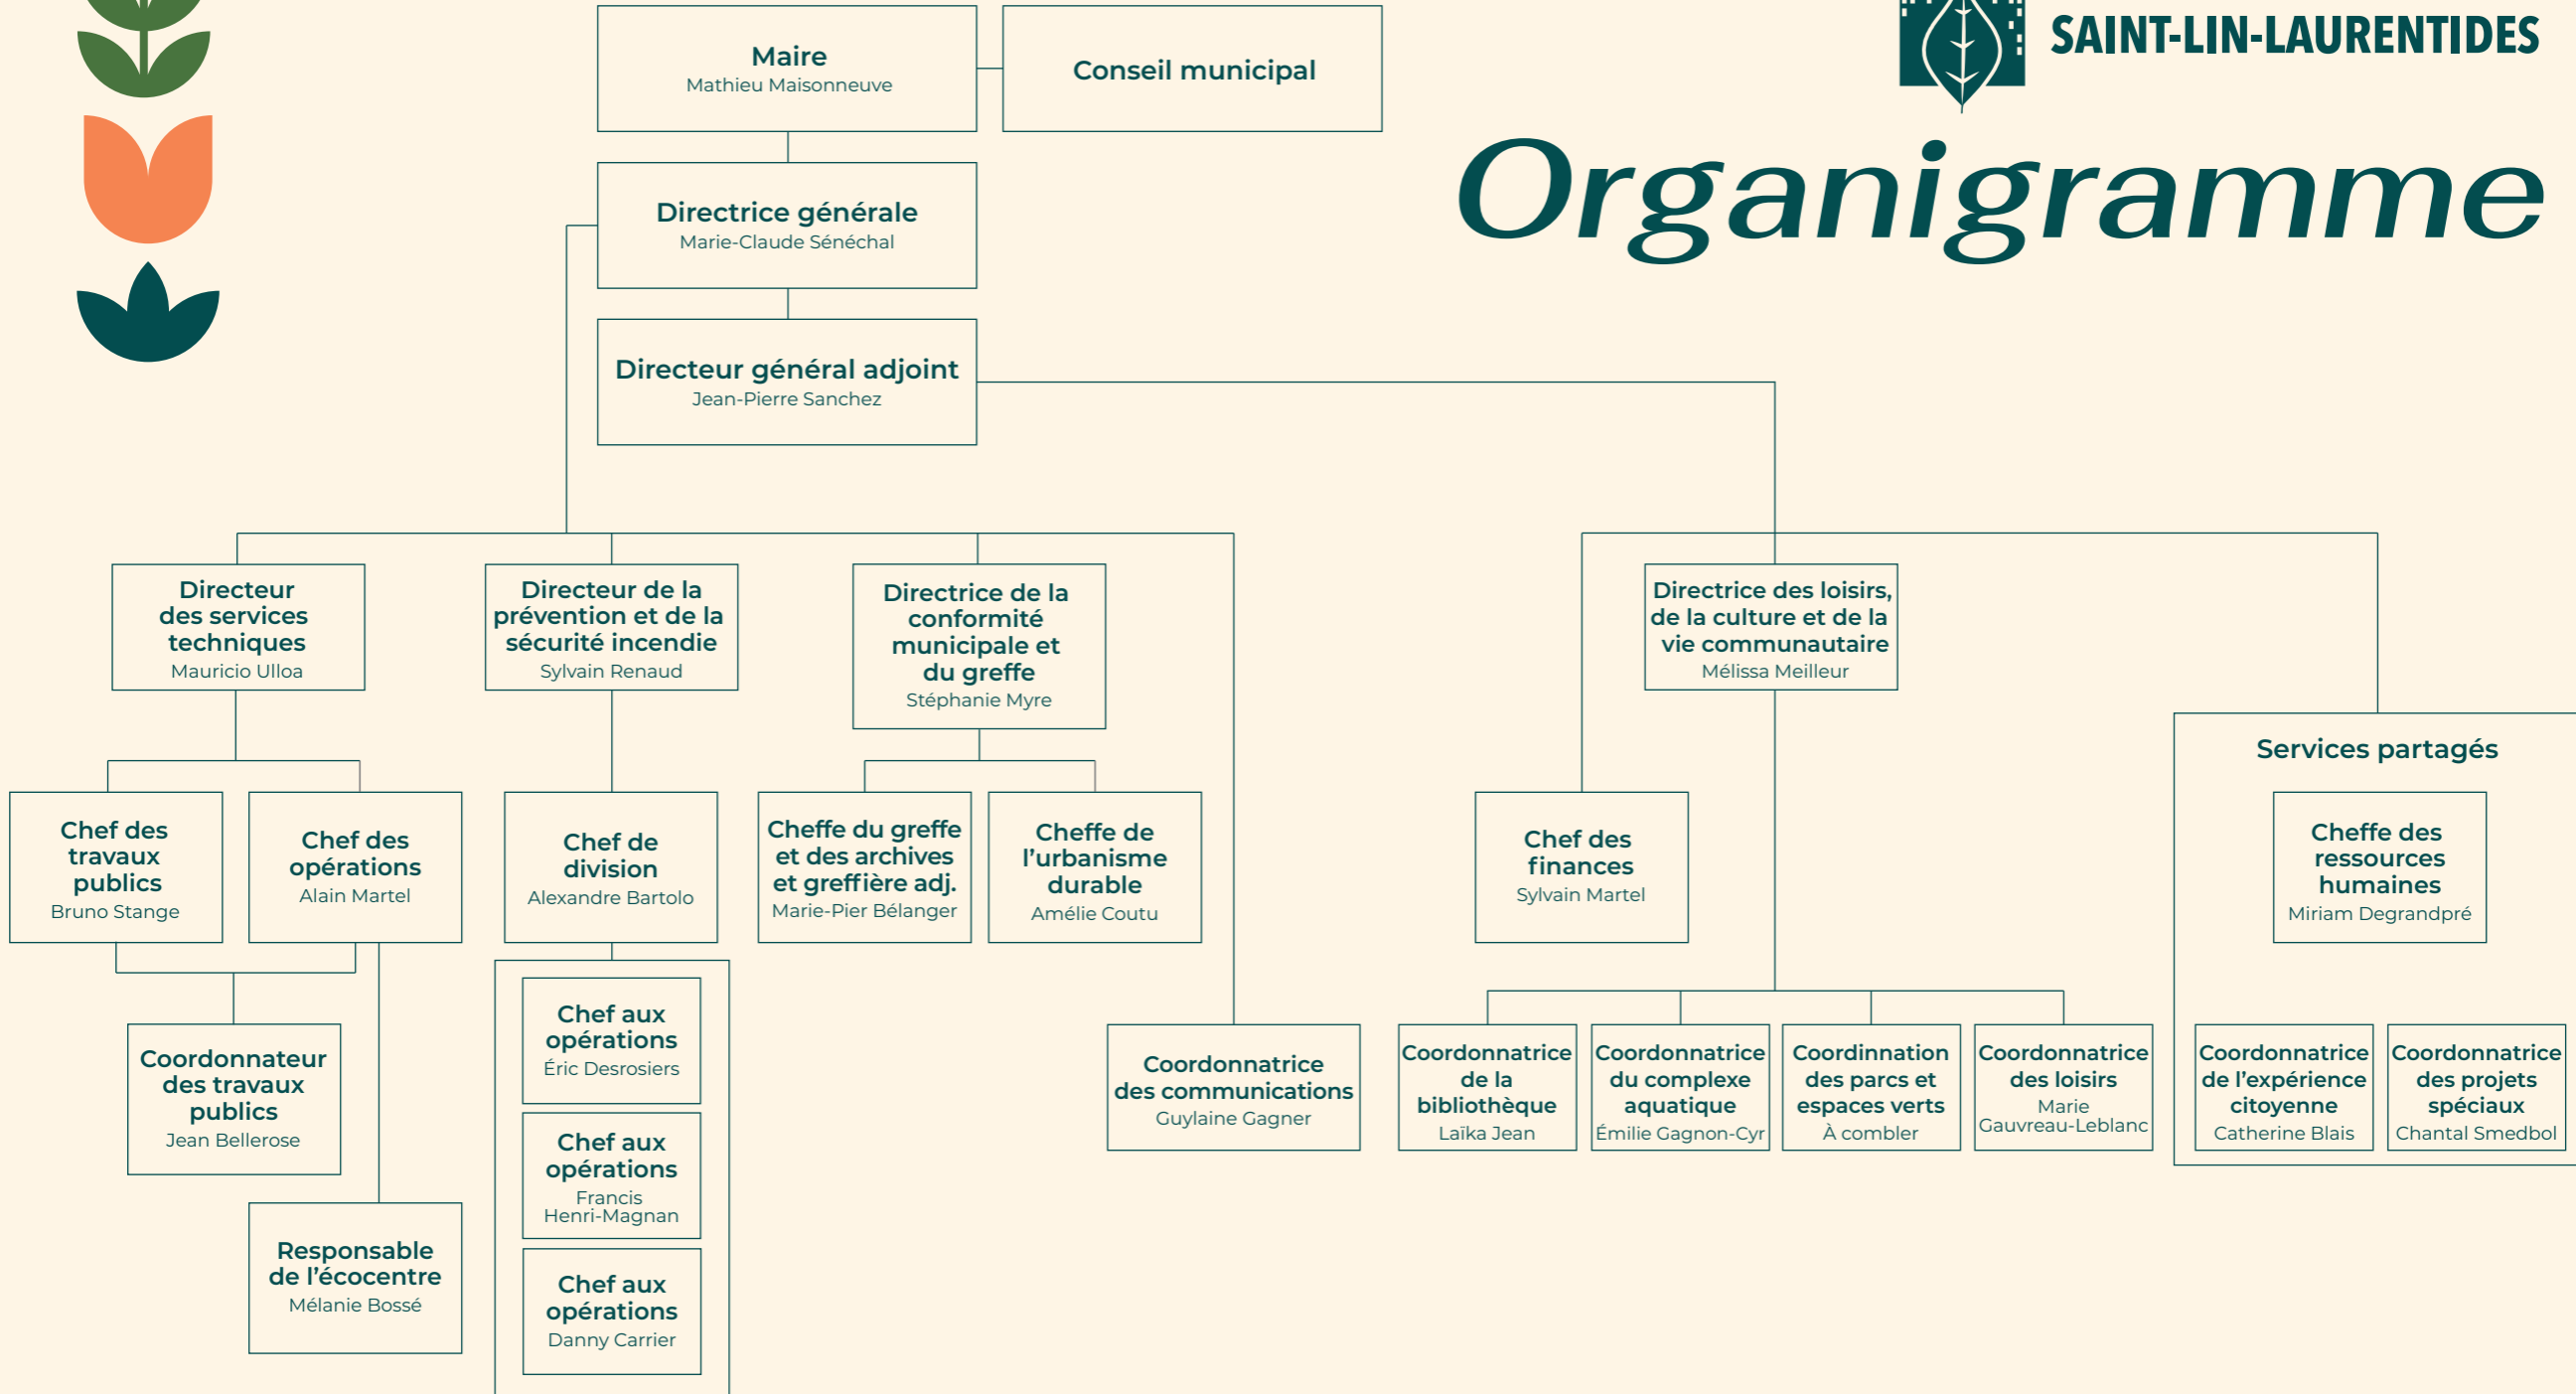 Maire
Mathieu Maisonneuve
Conseil municipal
SAINT-LIN-LAURENTIDES
Organigramme
Directrice générale
Marie-Claude Sénéchal
Directeur général adjoint
Jean-Pierre Sanchez
Directeur
des services
techniques
Mauricio Ulloa
Directeur de la
prévention et de la
sécurité incendie
Sylvain Renaud
Directrice de la
conformité
municipale et
du greffe
Stéphanie Myre
Directrice des loisirs,
de la culture et de la
vie communautaire
Mélissa Meilleur
Services partagés
Chef des
travaux
publics
Bruno Stange
Chef des
opérations
Alain Martel
Chef de
division
Alexandre Bartolo
Cheffe du greffe
et des archives
et greffière adj.
Marie-Pier Bélanger
Cheffe de
l'urbanisme
durable
Amélie Coutu
Chef des
finances
Sylvain Martel
Cheffe des
ressources
humaines
Miriam Degrandpré
Coordonnateur
des travaux
publics
Jean Bellerose
Chef aux
opérations
Éric Desrosiers
Chef aux
opérations
Francis
Henri-Magnan
Chef aux
opérations
Danny Carrier
Responsable
de l'écocentre
Mélanie Bossé
Coordonnatrice
des communications
Guylaine Gagner
Coordonnatrice
de la
bibliothèque
Laïka Jean
Coordonnatrice
du complexe
aquatique
Émilie Gagnon-Cyr
Coordinnation
des parcs et
espaces verts
À combler
Coordonnatrice
des loisirs
Marie
Gauvreau-Leblanc
Coordonnatrice
de l'expérience
citoyenne
Catherine Blais
Coordonnatrice
des projets
spéciaux
Chantal Smedbol